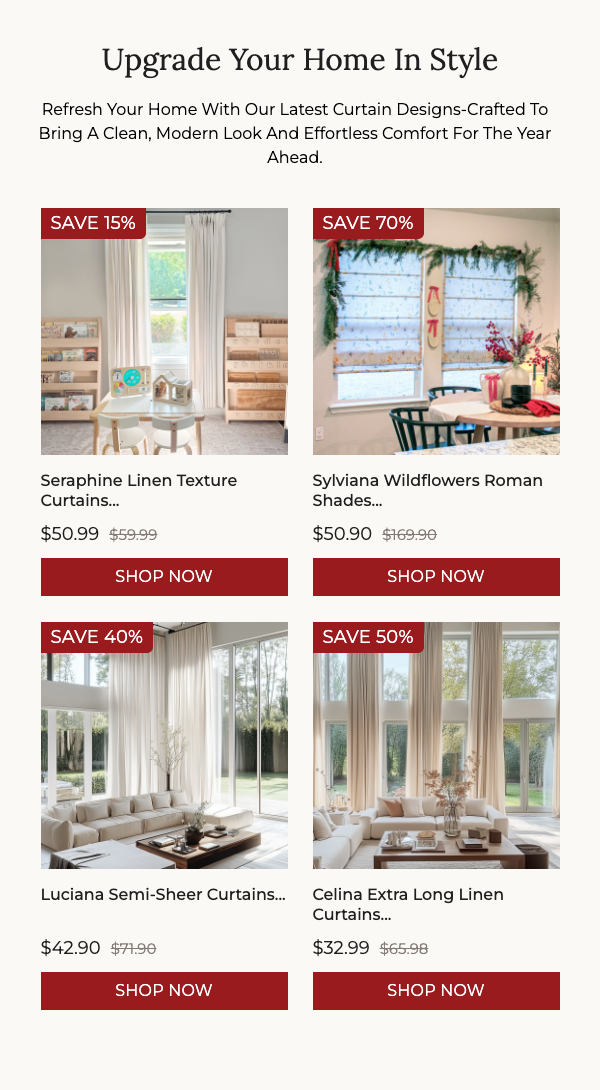 Upgrade Your Home In Style
Refresh Your Home With Our Latest Curtain Designs-Crafted To
Bring A Clean, Modern Look And Effortless Comfort For The Year
Ahead.
SAVE 15%
SAVE 70%
Seraphine Linen Texture
Curtains...
Sylviana Wildflowers Roman
Shades...
$50.99 $59.99
$50.90 $169.90
SHOP NOW
SHOP NOW
SAVE 40%
SAVE 50%
Luciana Semi-Sheer Curtains...
Celina Extra Long Linen
Curtains...
$42.90 $71.90
$32.99 $65.98
SHOP NOW
SHOP NOW